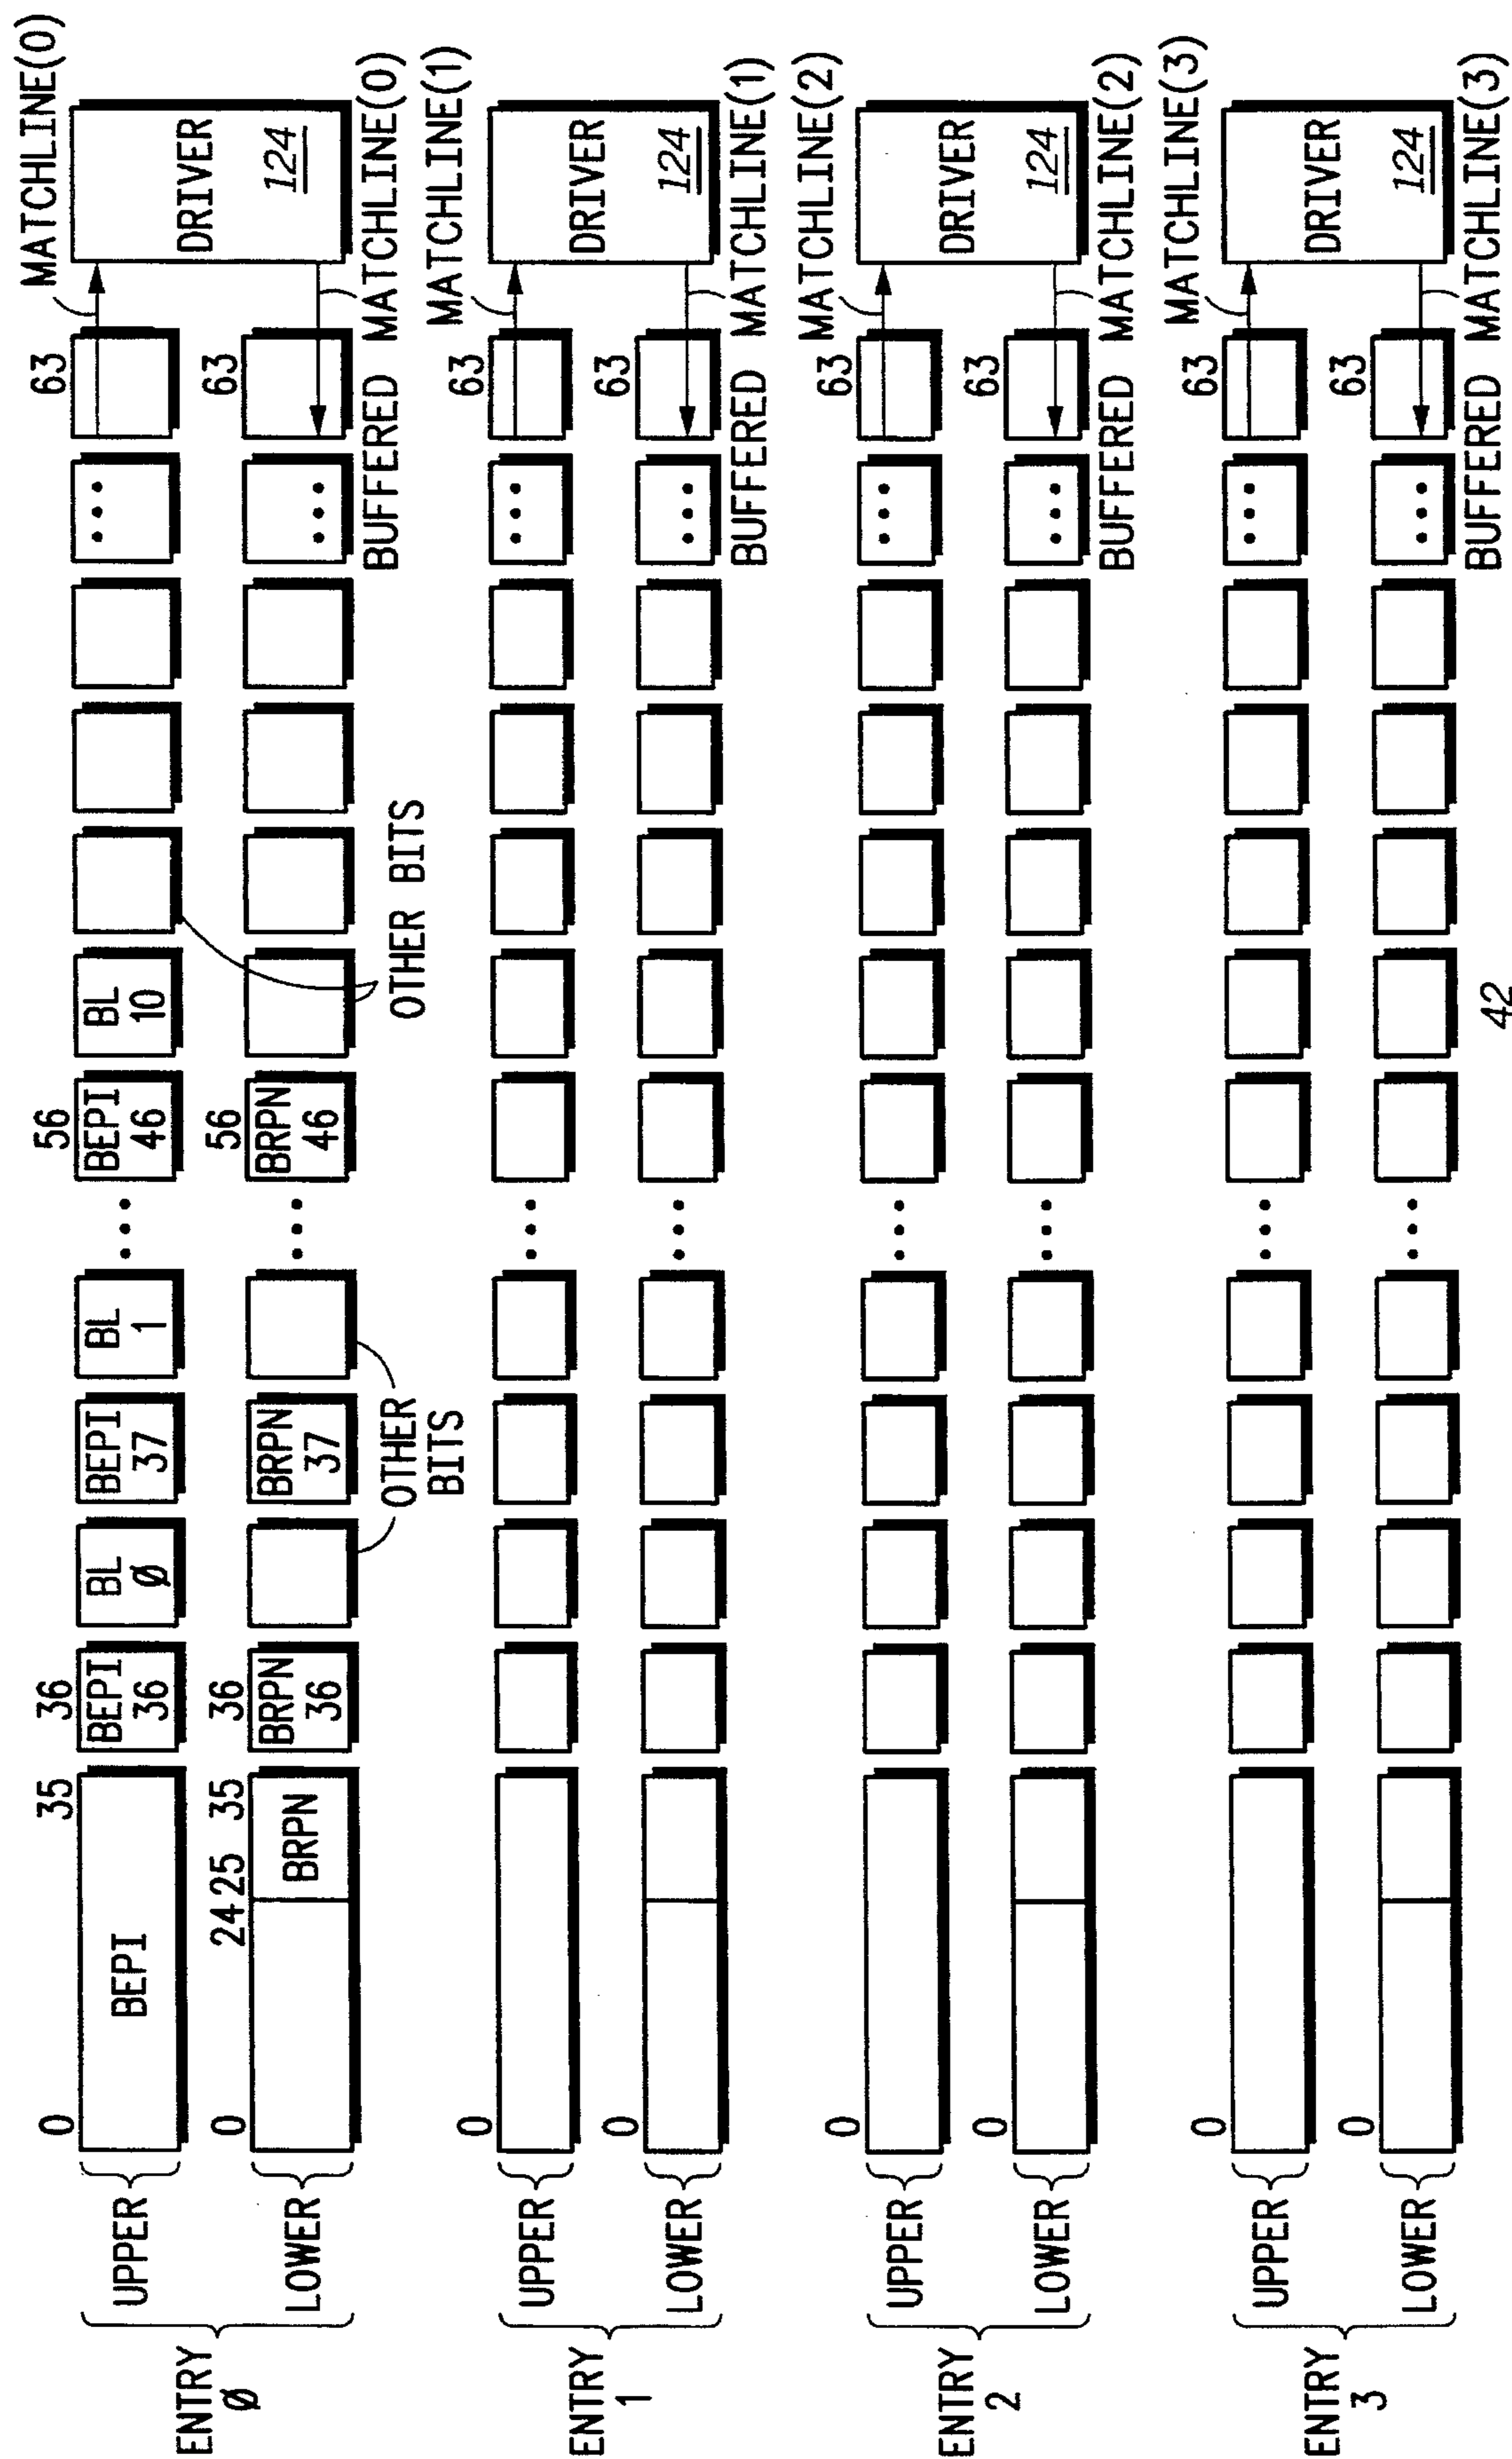 MATCHLINE(0)
0 35 36 56 63
ENTRY Ø
UPPER
BEPI
BEPI 36
BL Ø
BEPI 37
BL 1
...
BEPI 46
BL 10
...
DRIVER
124
0 24 25 35 36 56 63
LOWER
BRPN
BRPN 36
BRPN 37
...
BRPN 46
...
OTHER BITS
OTHER BITS
BUFFERED MATCHLINE(0)
MATCHLINE(1)
0 63
ENTRY 1
UPPER
...
...
DRIVER
124
0 63
LOWER
...
...
BUFFERED MATCHLINE(1)
MATCHLINE(2)
0 63
ENTRY 2
UPPER
...
...
DRIVER
124
0 63
LOWER
...
...
BUFFERED MATCHLINE(2)
MATCHLINE(3)
0 63
ENTRY 3
UPPER
...
...
DRIVER
124
0 63
LOWER
...
...
BUFFERED MATCHLINE(3)
42